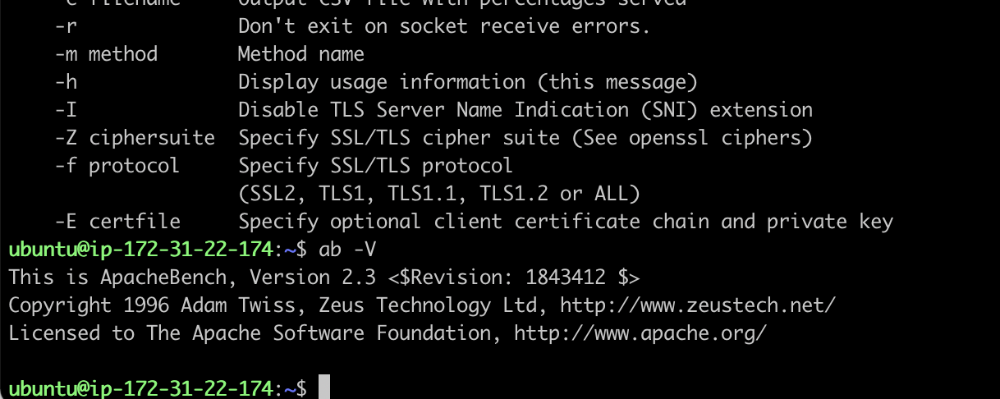 -e filename     Output CSV file with percentages served
    -r              Don't exit on socket receive errors.
    -m method       Method name
    -h              Display usage information (this message)
    -I              Disable TLS Server Name Indication (SNI) extension
    -Z ciphersuite  Specify SSL/TLS cipher suite (See openssl ciphers)
    -f protocol     Specify SSL/TLS protocol
                    (SSL2, TLS1, TLS1.1, TLS1.2 or ALL)
    -E certfile     Specify optional client certificate chain and private key
ubuntu@ip-172-31-22-174:~$ ab -V
This is ApacheBench, Version 2.3 <$Revision: 1843412 $>
Copyright 1996 Adam Twiss, Zeus Technology Ltd, http://www.zeustech.net/
Licensed to The Apache Software Foundation, http://www.apache.org/

ubuntu@ip-172-31-22-174:~$